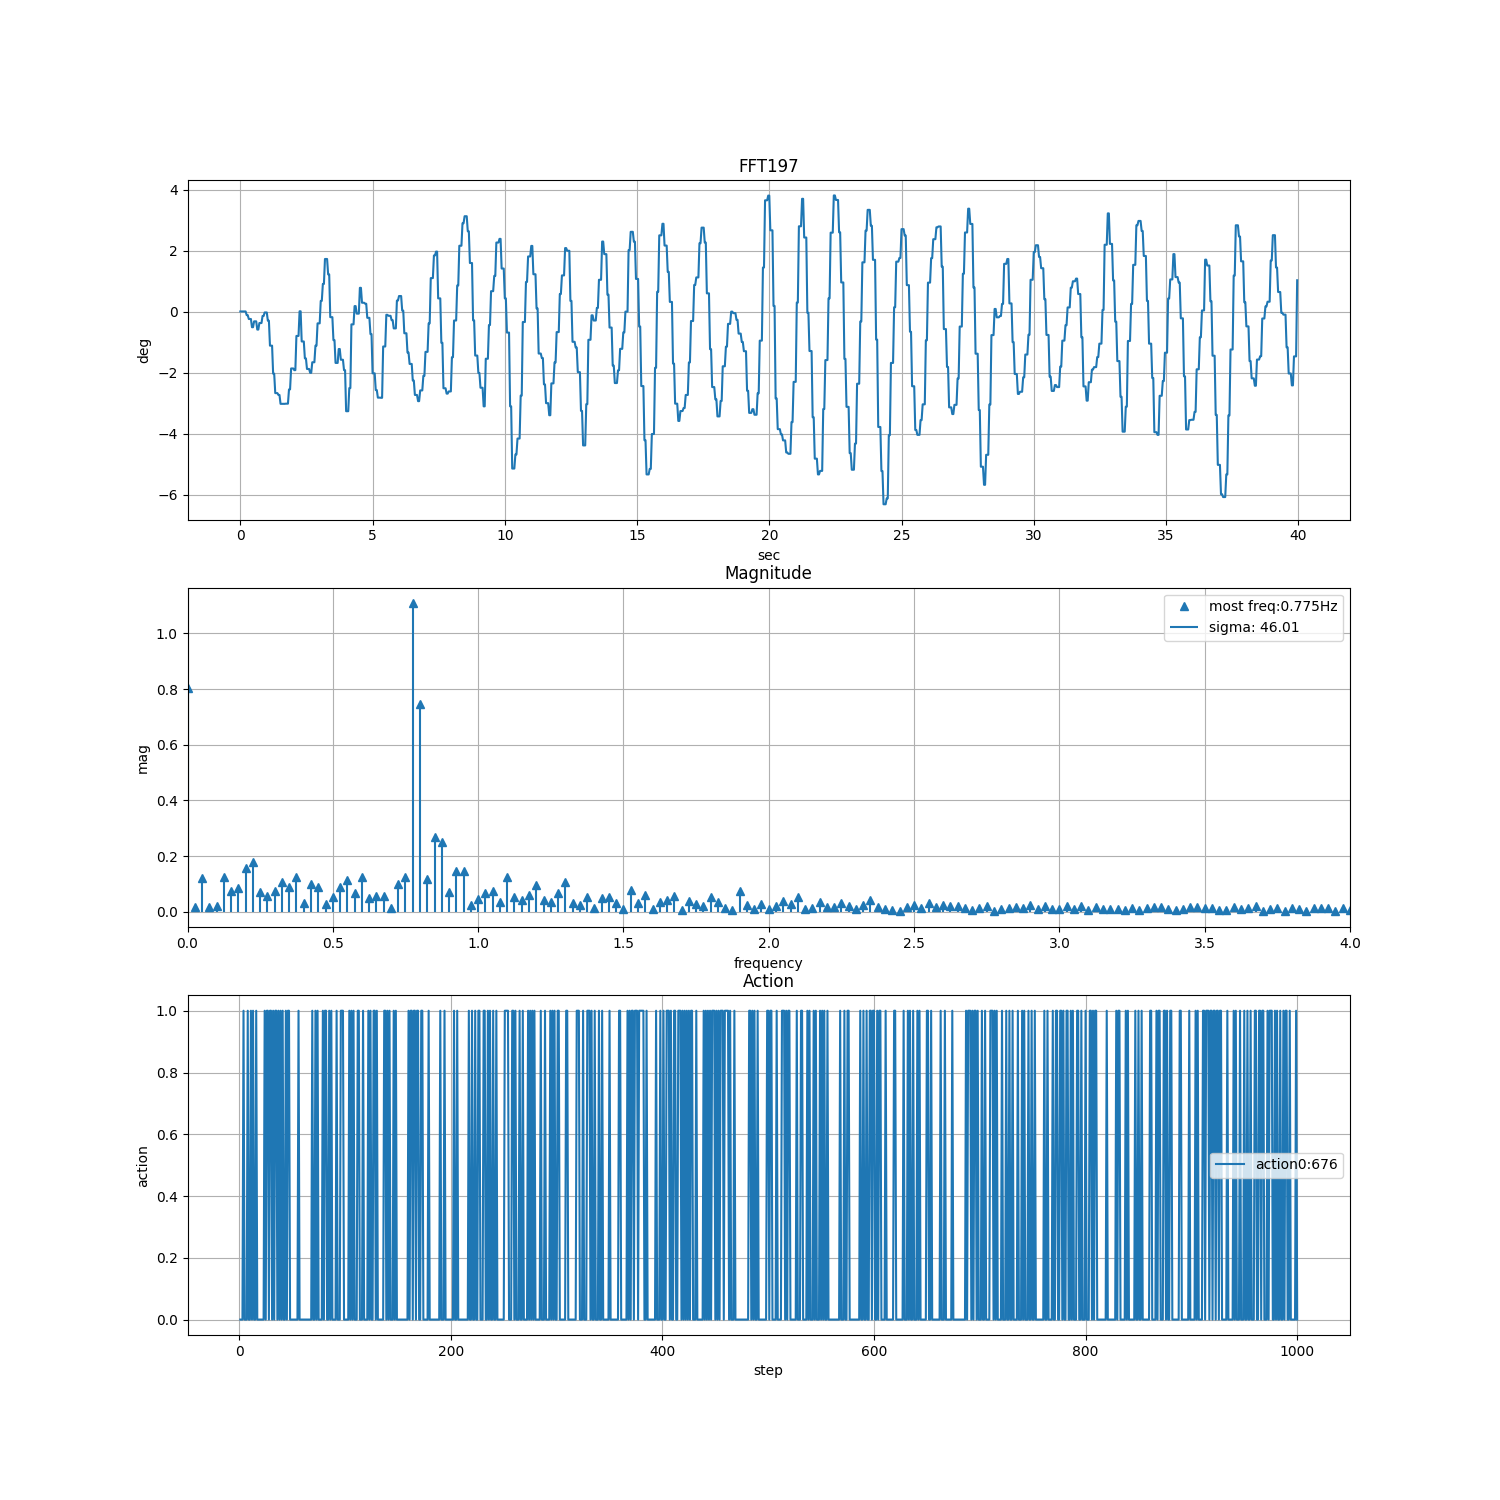 FFT197
4
2
0
−2
−4
−6
deg
0 5 10 15 20 25 30 35 40
sec
Magnitude
most freq:0.775Hz
sigma: 46.01
1.0
0.8
0.6
0.4
0.2
0.0
mag
0.0 0.5 1.0 1.5 2.0 2.5 3.0 3.5 4.0
frequency
Action
1.0
0.8
0.6
0.4
0.2
0.0
action
action0:676
0 200 400 600 800 1000
step